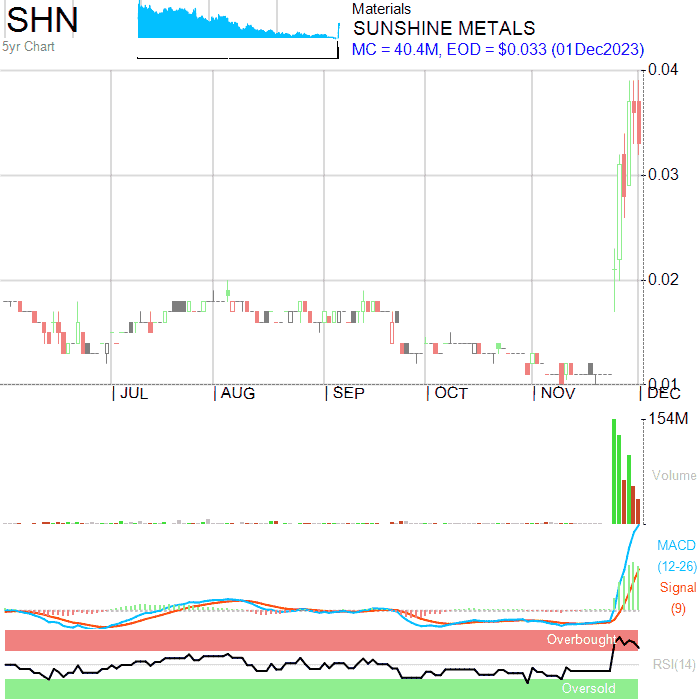 SHN
5yr Chart
Materials
SUNSHINE METALS
MC = 40.4M, EOD = $0.033 (01Dec2023)
0.04
0.03
0.02
0.01
JUL AUG SEP OCT NOV DEC
154M
Volume
MACD
(12-26)
Signal
(9)
Overbought
RSI(14)
Oversold